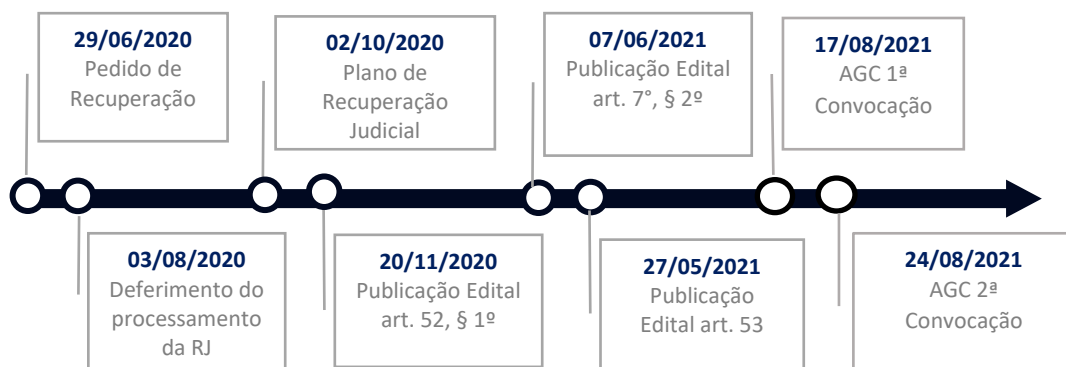 29/06/2020
Pedido de
Recuperação
02/10/2020
Plano de
Recuperação
Judicial
07/06/2021
Publicação Edital
art. 7°, § 2º
17/08/2021
AGC 1ª
Convocação
03/08/2020
Deferimento do
processamento
da RJ
20/11/2020
Publicação Edital
art. 52, § 1º
27/05/2021
Publicação
Edital art. 53
24/08/2021
AGC 2ª
Convocação